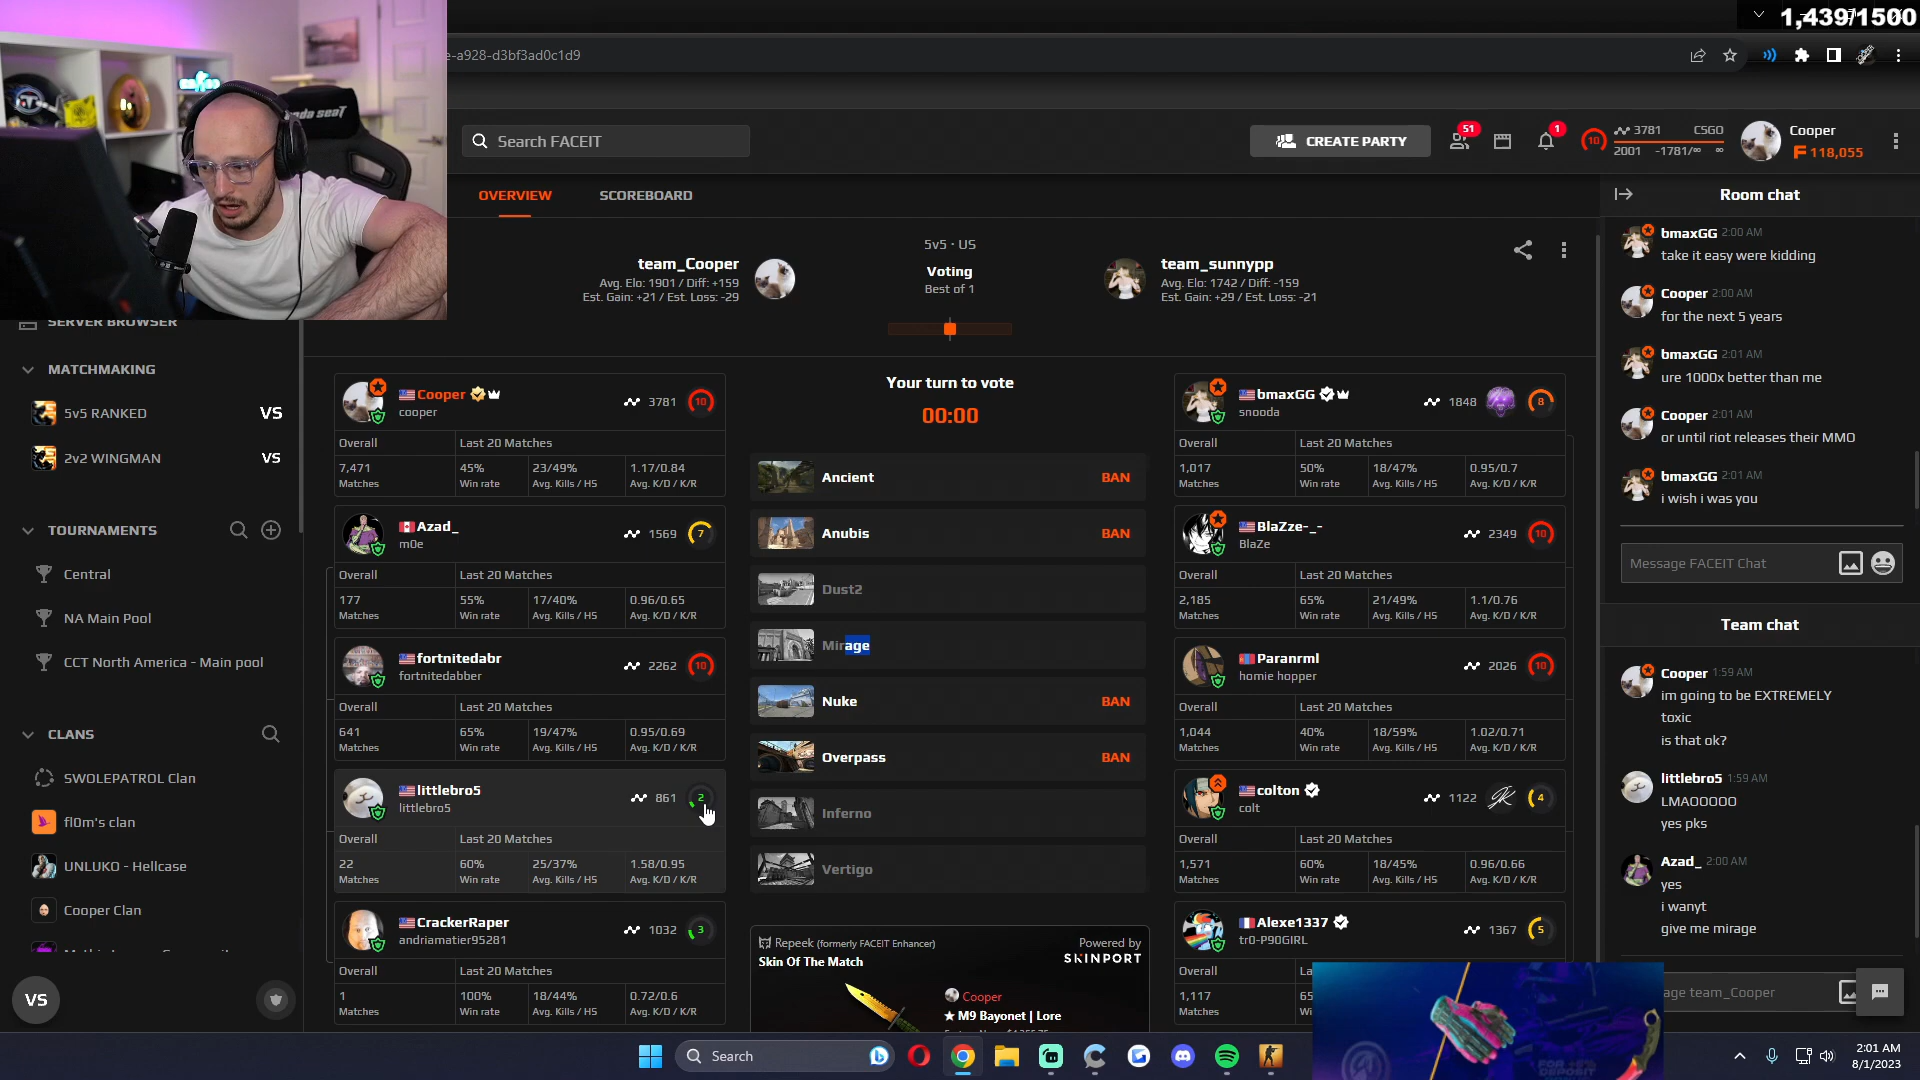 1,439/1500
e-a928-d3bf3ad0c1d9
Search FACEIT
CREATE PARTY
51
1
10
3781 CSGO
2001 -1781/∞ ∞
Cooper
118,055
OVERVIEW
SCOREBOARD
team_Cooper
Avg. Elo: 1901 / Diff: +159
Est. Gain: +21 / Est. Loss: -29
5v5 · US
Voting
Best of 1
team_sunnypp
Avg. Elo: 1742 / Diff: -159
Est. Gain: +29 / Est. Loss: -21
SERVER BROWSER
MATCHMAKING
5v5 RANKED VS
2v2 WINGMAN VS
TOURNAMENTS
Central
NA Main Pool
CCT North America - Main pool
CLANS
SWOLEPATROL Clan
fl0m's clan
UNLUKO - Hellcase
Cooper Clan
VS
Cooper
cooper
3781 10
Overall Last 20 Matches
7,471 45% 23/49% 1.17/0.84
Matches Win rate Avg. Kills / HS Avg. K/D / K/R
Azad_
m0e
1569 7
Overall Last 20 Matches
177 55% 17/40% 0.96/0.65
Matches Win rate Avg. Kills / HS Avg. K/D / K/R
fortnitedabr
fortnitedabber
2262 10
Overall Last 20 Matches
641 65% 19/47% 0.95/0.69
Matches Win rate Avg. Kills / HS Avg. K/D / K/R
littlebro5
littlebro5
861 2
Overall Last 20 Matches
22 60% 25/37% 1.58/0.95
Matches Win rate Avg. Kills / HS Avg. K/D / K/R
CrackerRaper
andriamatier95281
1032 3
Overall Last 20 Matches
1 100% 18/44% 0.72/0.6
Matches Win rate Avg. Kills / HS Avg. K/D / K/R
Your turn to vote
00:00
Ancient BAN
Anubis BAN
Dust2
Mirage
Nuke BAN
Overpass BAN
Inferno
Vertigo
Repeek (formerly FACEIT Enhancer)
Skin Of The Match
Powered by
SKINPORT
Cooper
★ M9 Bayonet | Lore
bmaxGG
snooda
1848 8
Overall Last 20 Matches
1,017 50% 18/47% 0.95/0.7
Matches Win rate Avg. Kills / HS Avg. K/D / K/R
BlaZze-_-
BlaZe
2349 10
Overall Last 20 Matches
2,185 65% 21/49% 1.1/0.76
Matches Win rate Avg. Kills / HS Avg. K/D / K/R
Paranrml
homie hopper
2026 10
Overall Last 20 Matches
1,044 40% 18/59% 1.02/0.71
Matches Win rate Avg. Kills / HS Avg. K/D / K/R
colton
colt
1122 4
Overall Last 20 Matches
1,571 60% 18/45% 0.96/0.66
Matches Win rate Avg. Kills / HS Avg. K/D / K/R
Alexe1337
tr0-P90GIRL
1367 5
Overall La
1,117 65
Matches Wi
Room chat
bmaxGG 2:00 AM
take it easy were kidding
Cooper 2:00 AM
for the next 5 years
bmaxGG 2:01 AM
ure 1000x better than me
Cooper 2:01 AM
or until riot releases their MMO
bmaxGG 2:01 AM
i wish i was you
Message FACEIT Chat
Team chat
Cooper 1:59 AM
im going to be EXTREMELY
toxic
is that ok?
littlebro5 1:59 AM
LMAOOOOO
yes pks
Azad_ 2:00 AM
yes
i wanyt
give me mirage
age team_Cooper
Search
2:01 AM
8/1/2023